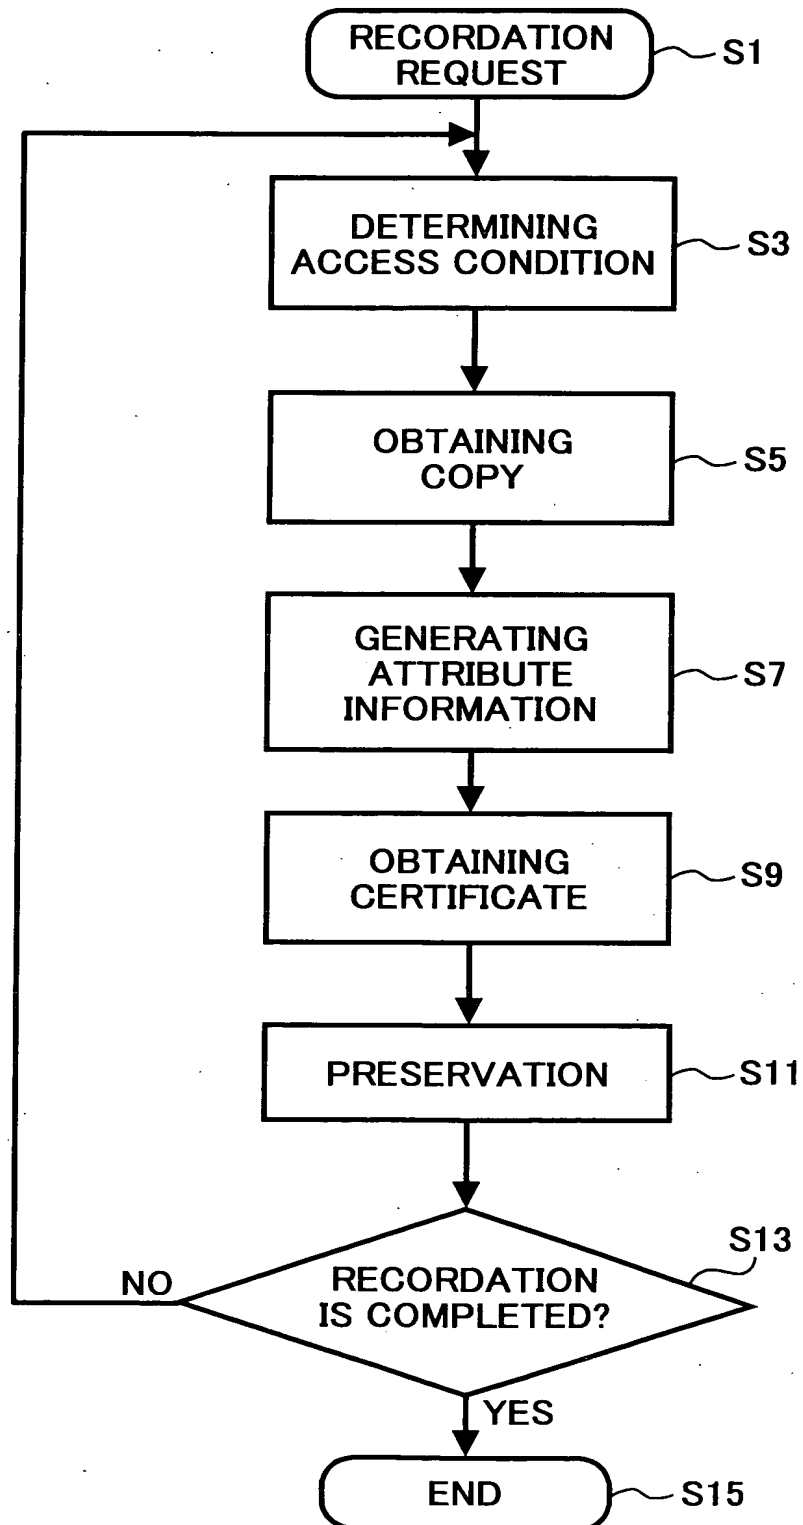 RECORDATION
REQUEST
S1
DETERMINING
ACCESS CONDITION
S3
OBTAINING
COPY
S5
GENERATING
ATTRIBUTE
INFORMATION
S7
OBTAINING
CERTIFICATE
S9
PRESERVATION
S11
S13
NO
RECORDATION
IS COMPLETED?
YES
END
S15